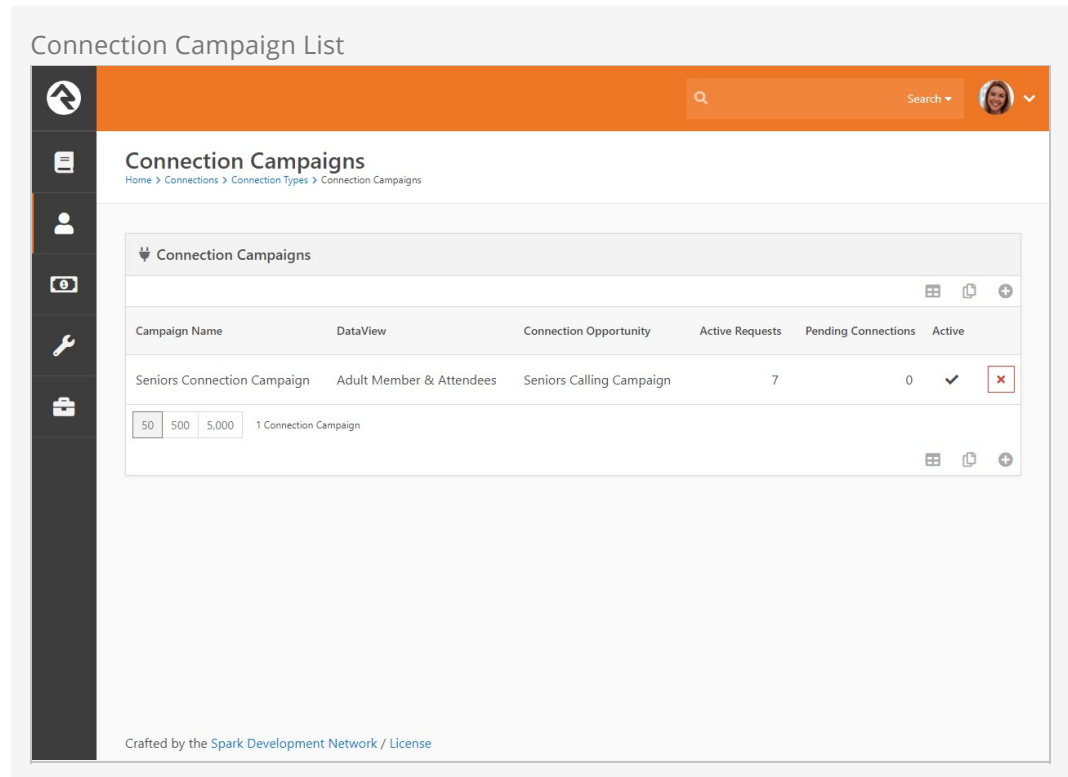 Connection Campaign List
Search
Connection Campaigns
Home > Connections > Connection Types > Connection Campaigns
Connection Campaigns
Campaign Name DataView Connection Opportunity Active Requests Pending Connections Active
Seniors Connection Campaign Adult Member & Attendees Seniors Calling Campaign 7 0
50 500 5,000 1 Connection Campaign
Crafted by the Spark Development Network / License